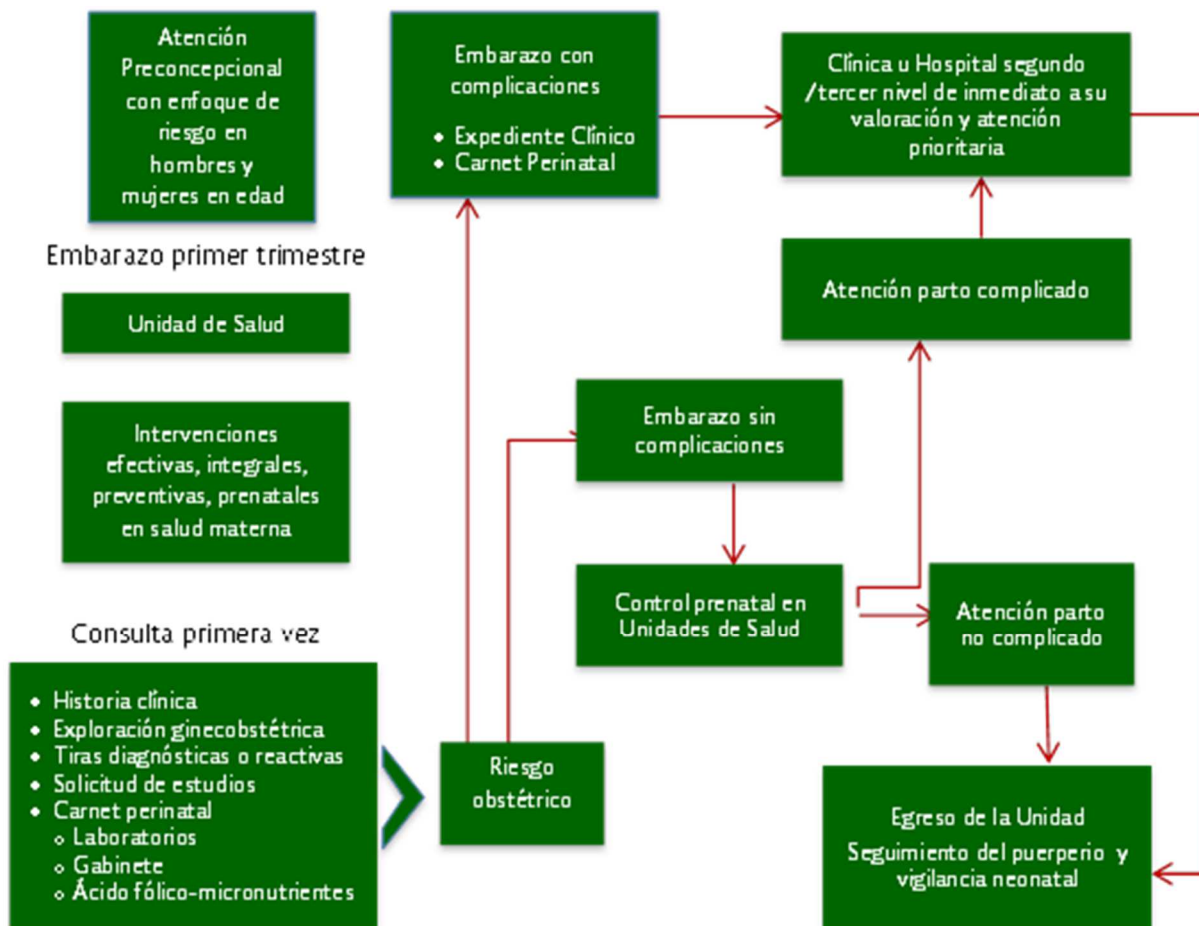 Atención
Preconcepcional
con enfoque de
riesgo en
hombres y
mujeres en edad
Embarazo primer trimestre
Unidad de Salud
Intervenciones
efectivas, integrales,
preventivas, prenatales
en salud materna
Consulta primera vez
• Historia clínica
• Exploración ginecobstétrica
• Tiras diagnósticas o reactivas
• Solicitud de estudios
• Carnet perinatal
o Laboratorios
o Gabinete
o Ácido fólico-micronutrientes
Riesgo
obstétrico
Embarazo con
complicaciones
• Expediente Clínico
• Carnet Perinatal
Embarazo sin
complicaciones
Control prenatal en
Unidades de Salud
Clínica u Hospital segundo
/tercer nivel de inmediato a su
valoración y atención
prioritaria
Atención parto complicado
Atención parto
no complicado
Egreso de la Unidad
Seguimiento del puerperio y
vigilancia neonatal